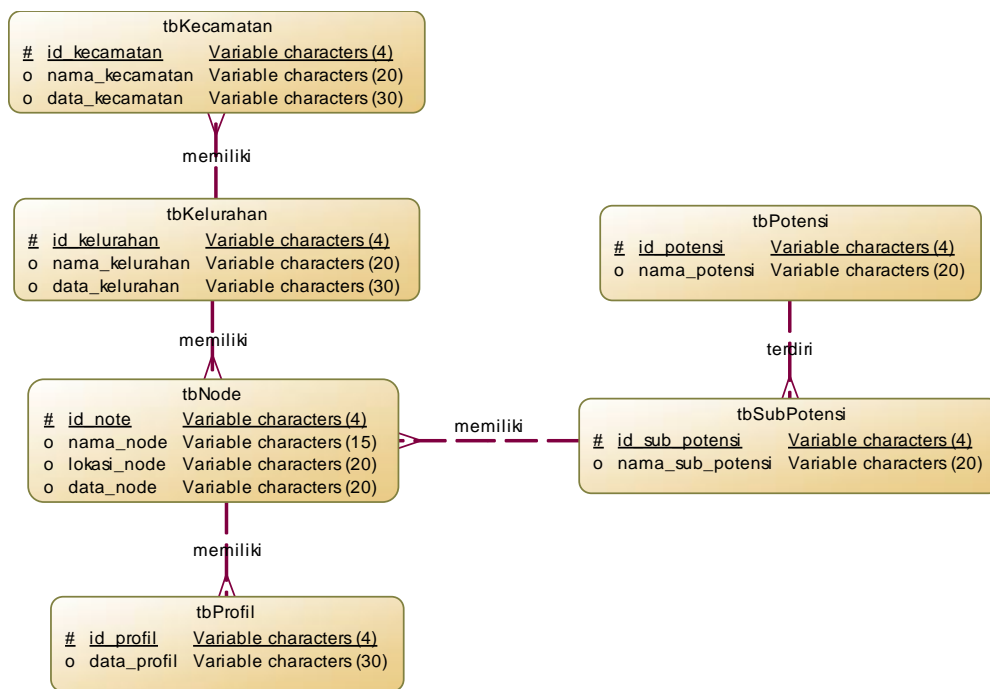 tbKecamatan
# id_kecamatan Variable characters (4)
o nama_kecamatan Variable characters (20)
o data_kecamatan Variable characters (30)
memiliki
tbKelurahan
# id_kelurahan Variable characters (4)
o nama_kelurahan Variable characters (20)
o data_kelurahan Variable characters (30)
memiliki
tbPotensi
# id_potensi Variable characters (4)
o nama_potensi Variable characters (20)
terdiri
tbNode
# id_note Variable characters (4)
o nama_node Variable characters (15)
o lokasi_node Variable characters (20)
o data_node Variable characters (20)
memiliki
tbSubPotensi
# id_sub_potensi Variable characters (4)
o nama_sub_potensi Variable characters (20)
memiliki
tbProfil
# id_profil Variable characters (4)
o data_profil Variable characters (30)